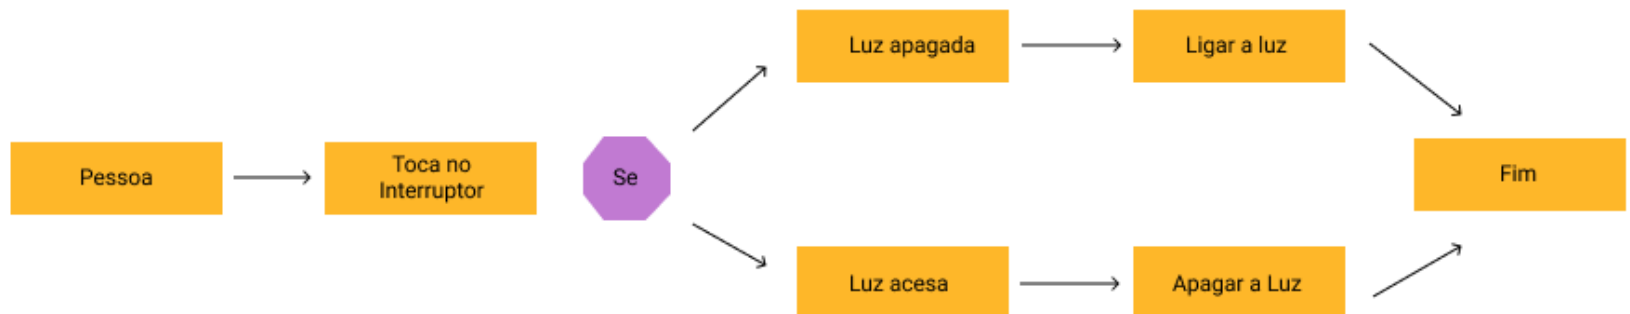 Pessoa
Toca no
Interruptor
Se
Luz apagada
Ligar a luz
Luz acesa
Apagar a Luz
Fim